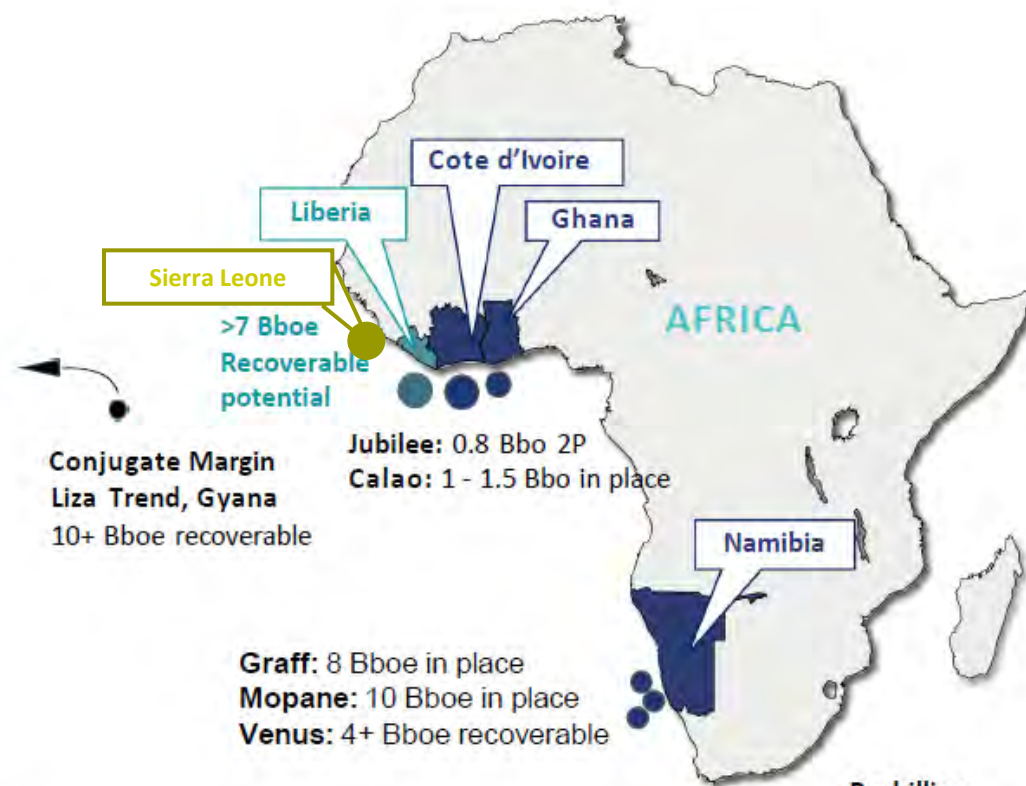 Cote d'Ivoire
Liberia
Ghana
Sierra Leone
>7 Bboe
Recoverable
potential
AFRICA
Conjugate Margin
Liza Trend, Gyana
10+ Bboe recoverable
Jubilee: 0.8 Bbo 2P
Calao: 1 - 1.5 Bbo in place
Namibia
Graff: 8 Bboe in place
Mopane: 10 Bboe in place
Venus: 4+ Bboe recoverable